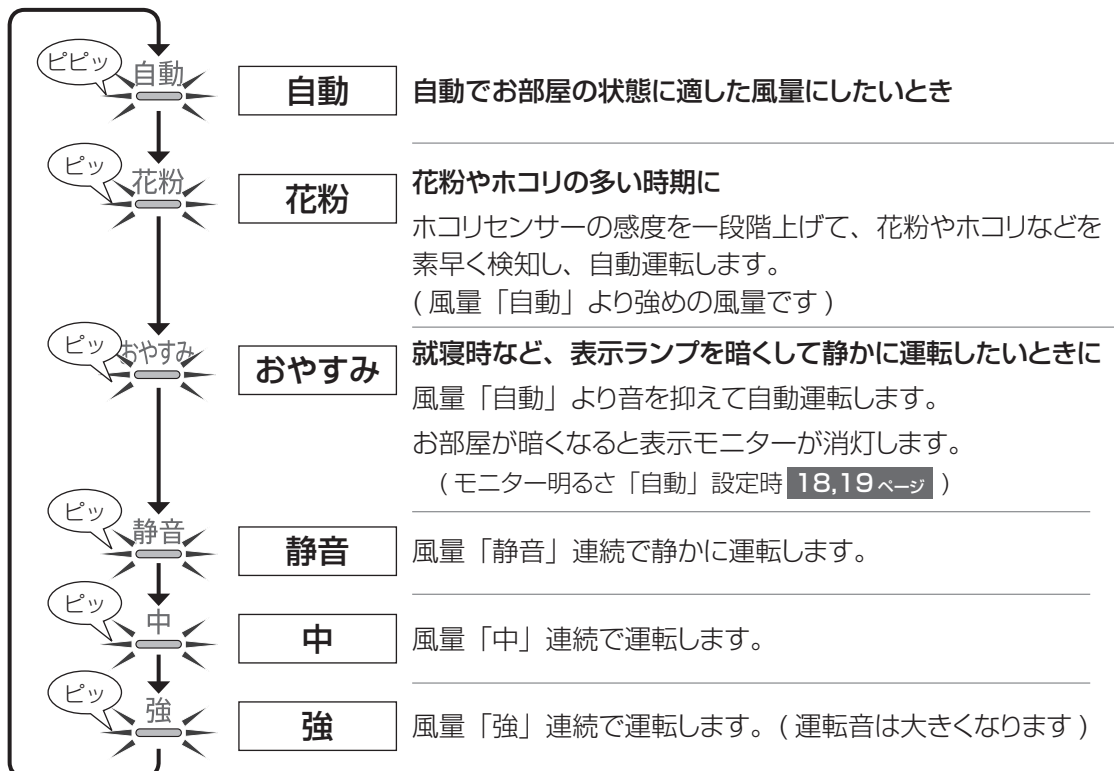 ピピッ
自動
自動
自動でお部屋の状態に適した風量にしたいとき
ピッ
花粉
花粉
花粉やホコリの多い時期に
ホコリセンサーの感度を一段階上げて、花粉やホコリなどを
素早く検知し、自動運転します。
(風量「自動」より強めの風量です)
ピッ
おやすみ
おやすみ
就寝時など、表示ランプを暗くして静かに運転したいときに
風量「自動」より音を抑えて自動運転します。
お部屋が暗くなると表示モニターが消灯します。
(モニター明るさ「自動」設定時 18,19ページ )
ピッ
静音
静音
風量「静音」連続で静かに運転します。
ピッ
中
中
風量「中」連続で運転します。
ピッ
強
強
風量「強」連続で運転します。(運転音は大きくなります)